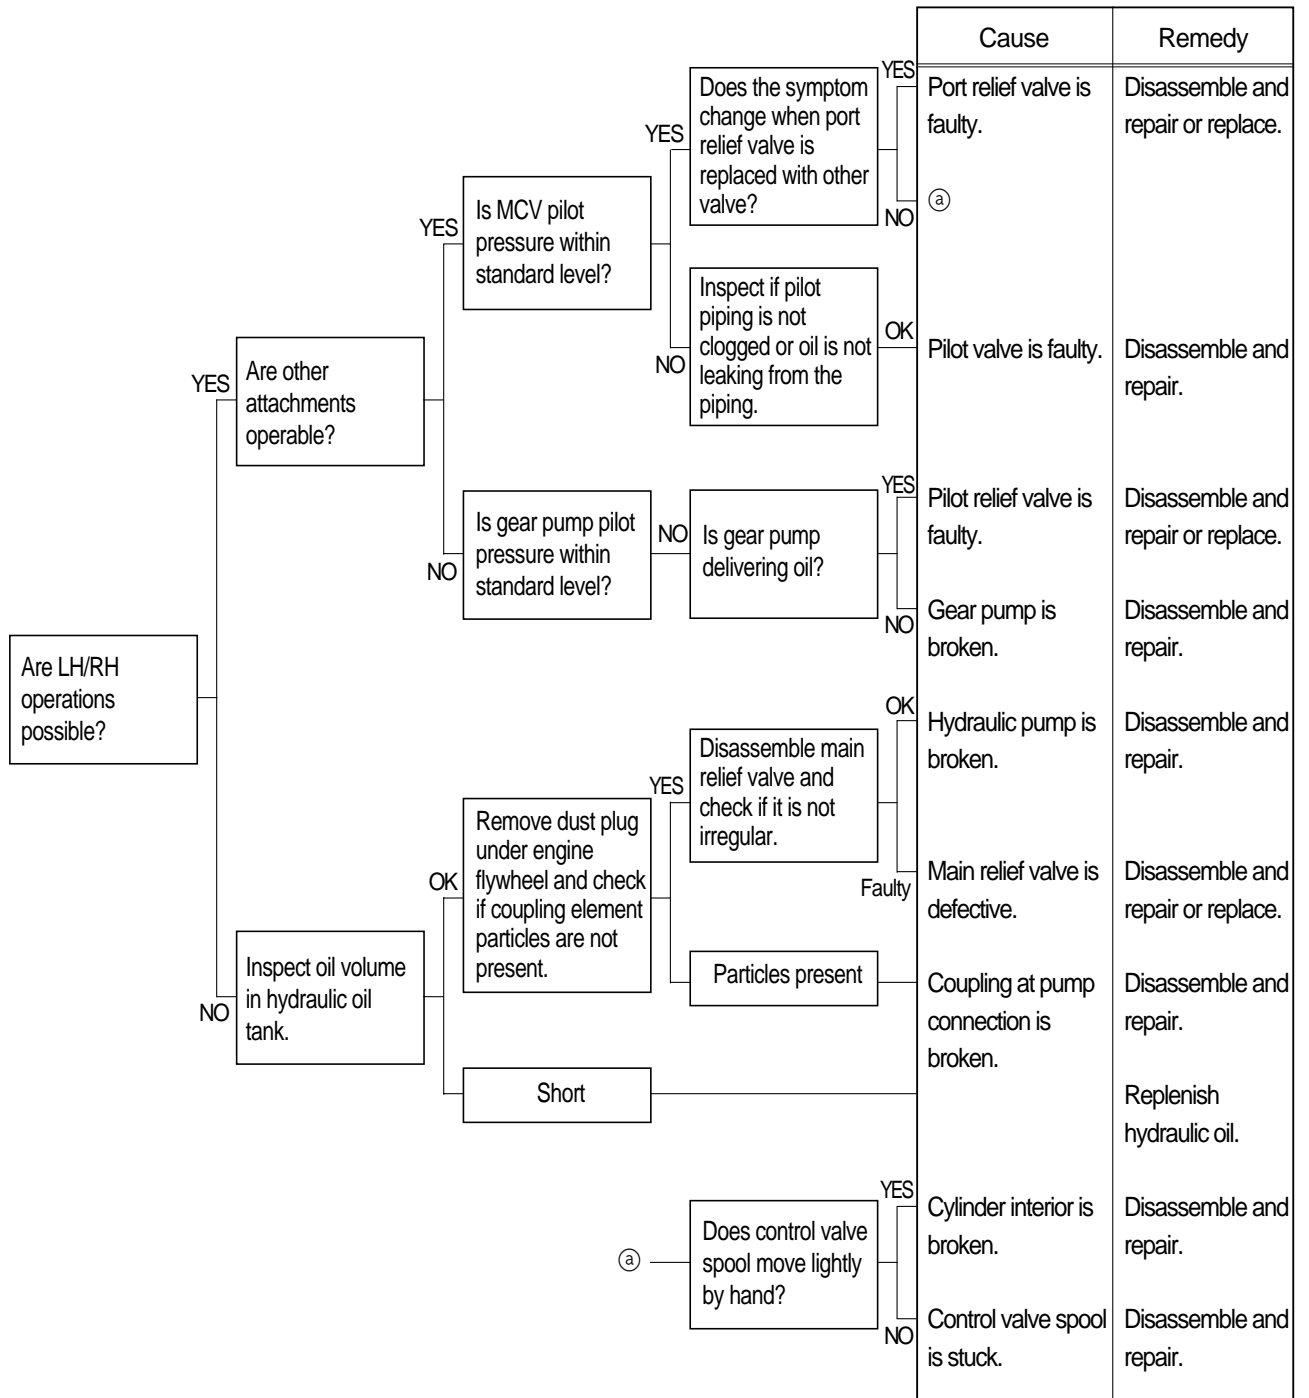 Cause
Remedy
Are LH/RH
operations
possible?
YES
Are other
attachments
operable?
YES
Is MCV pilot
pressure within
standard level?
YES
Does the symptom
change when port
relief valve is
replaced with other
valve?
YES
Port relief valve is
faulty.
Disassemble and
repair or replace.
NO
ⓐ
NO
Inspect if pilot
piping is not
clogged or oil is not
leaking from the
piping.
OK
Pilot valve is faulty.
Disassemble and
repair.
NO
Is gear pump pilot
pressure within
standard level?
NO
Is gear pump
delivering oil?
YES
Pilot relief valve is
faulty.
Disassemble and
repair or replace.
NO
Gear pump is
broken.
Disassemble and
repair.
NO
Inspect oil volume
in hydraulic oil
tank.
OK
Remove dust plug
under engine
flywheel and check
if coupling element
particles are not
present.
YES
Disassemble main
relief valve and
check if it is not
irregular.
OK
Hydraulic pump is
broken.
Disassemble and
repair.
Faulty
Main relief valve is
defective.
Disassemble and
repair or replace.
Particles present
Coupling at pump
connection is
broken.
Disassemble and
repair.
Short
Replenish
hydraulic oil.
ⓐ
Does control valve
spool move lightly
by hand?
YES
Cylinder interior is
broken.
Disassemble and
repair.
NO
Control valve spool
is stuck.
Disassemble and
repair.